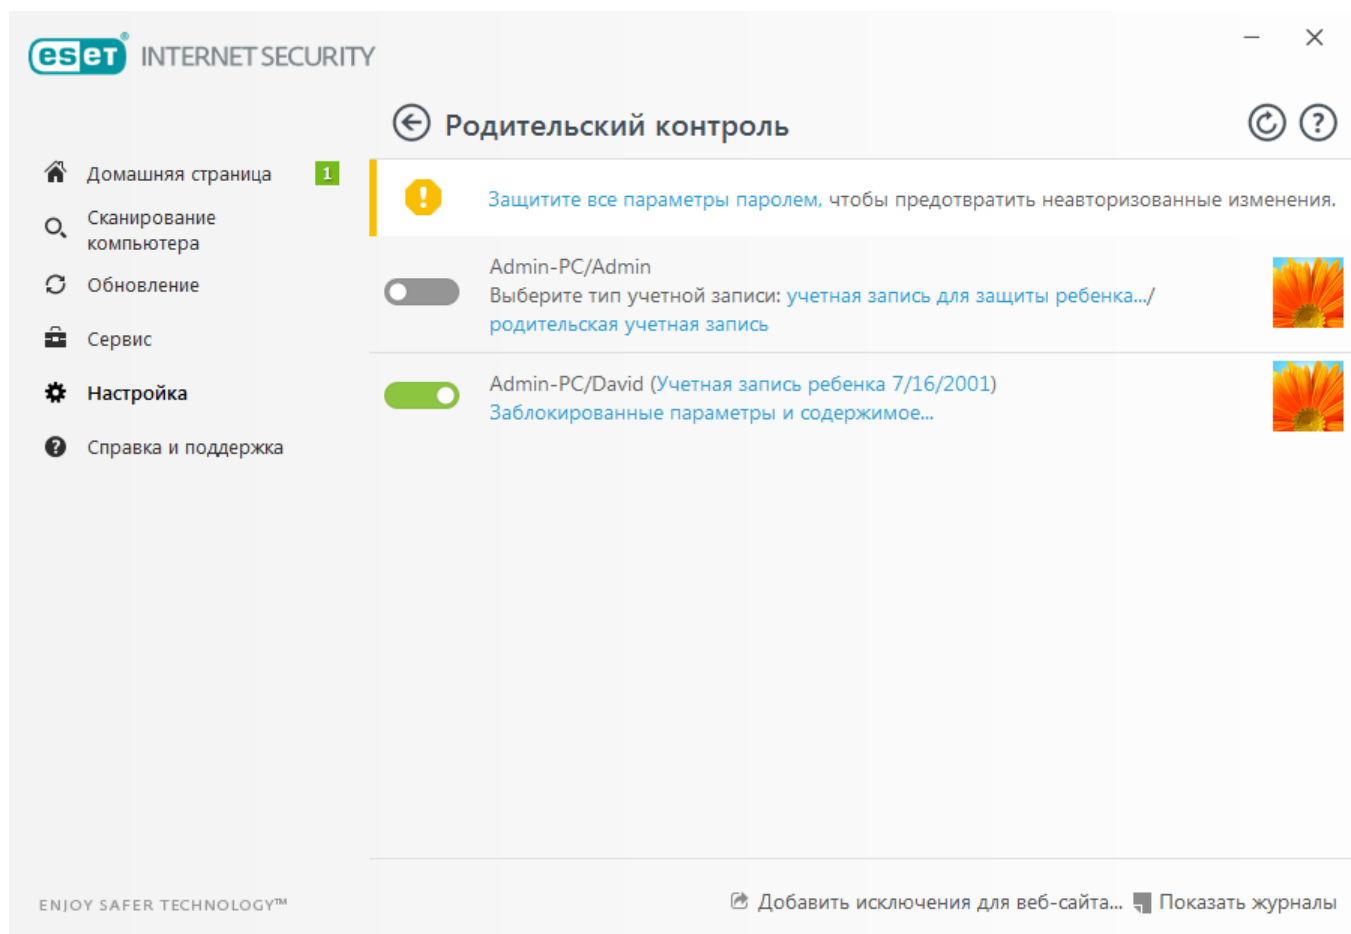 eset® INTERNET SECURITY
Родительский контроль
Домашняя страница 1
Сканирование
компьютера
Обновление
Сервис
Настройка
Справка и поддержка
Защитите все параметры паролем, чтобы предотвратить неавторизованные изменения.
Admin-PC/Admin
Выберите тип учетной записи: учетная запись для защиты ребенка.../
родительская учетная запись
Admin-PC/David (Учетная запись ребенка 7/16/2001)
Заблокированные параметры и содержимое...
ENJOY SAFER TECHNOLOGY™
Добавить исключения для веб-сайта... Показать журналы